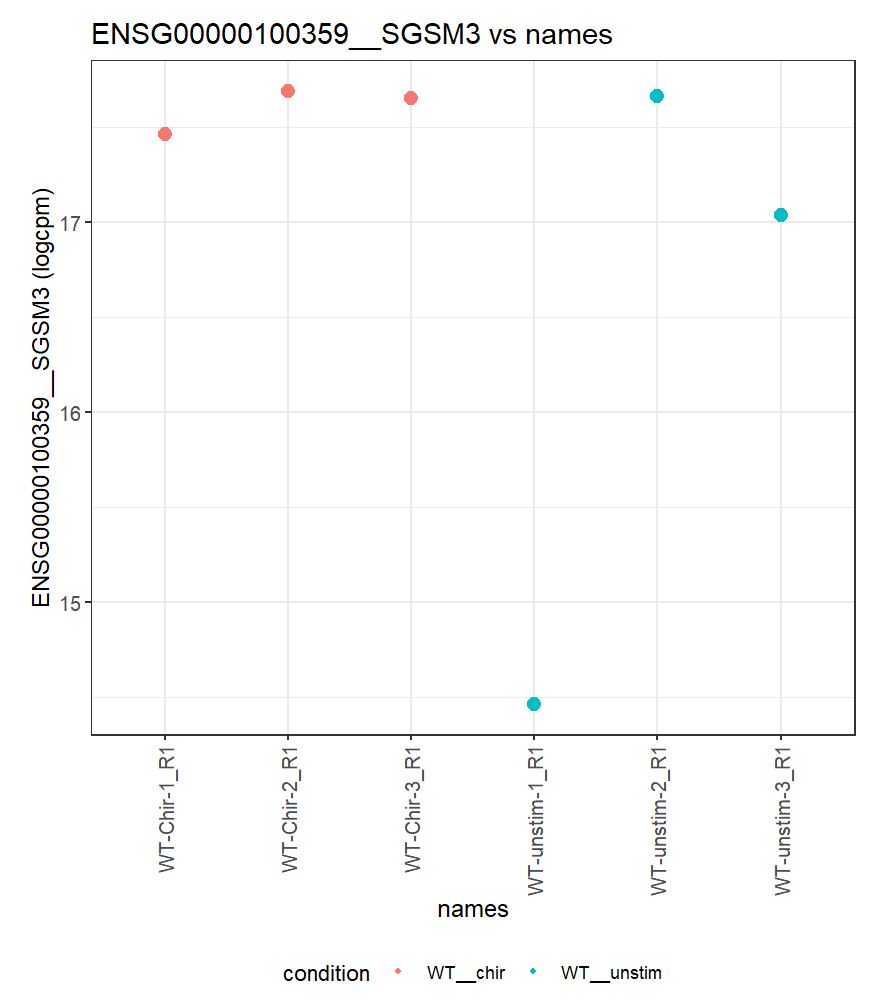 ENSG00000100359__SGSM3 vs names
ENSG00000100359__SGSM3 (logcpm)
17
16
15
WT-Chir-1_R1
WT-Chir-2_R1
WT-Chir-3_R1
WT-unstim-1_R1
WT-unstim-2_R1
WT-unstim-3_R1
names
condition WT__chir WT__unstim